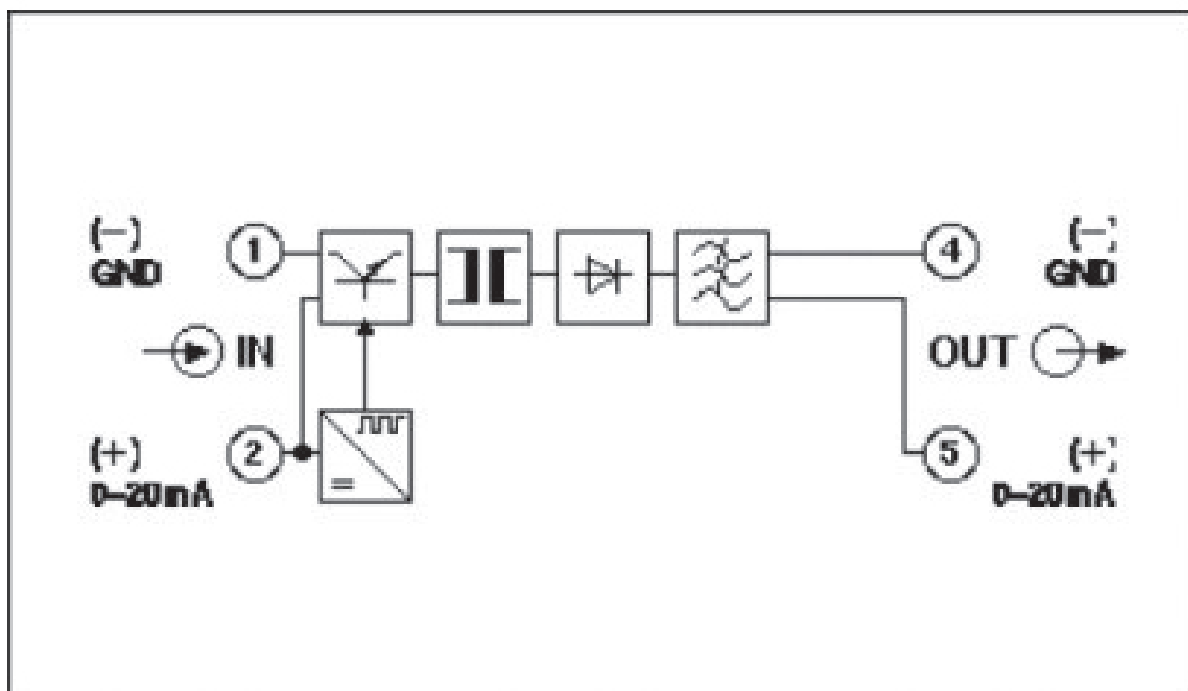 (−)
GND
1
4
(−)
GND
IN
OUT
(+)
0–20mA
2
5
(+)
0–20mA